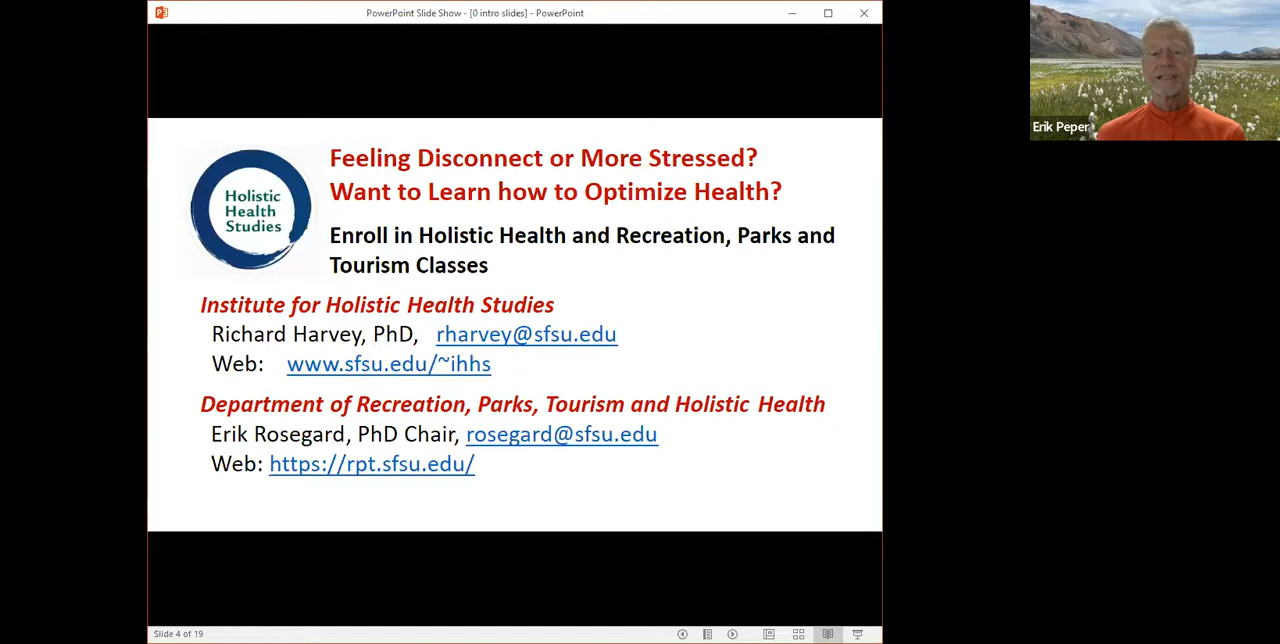 PowerPoint Slide Show - [0 intro slides] - PowerPoint
Erik Peper
Holistic
Health
Studies
Feeling Disconnect or More Stressed?
Want to Learn how to Optimize Health?
Enroll in Holistic Health and Recreation, Parks and
Tourism Classes
Institute for Holistic Health Studies
Richard Harvey, PhD, rharvey@sfsu.edu
Web: www.sfsu.edu/~ihhs
Department of Recreation, Parks, Tourism and Holistic Health
Erik Rosegard, PhD Chair, rosegard@sfsu.edu
Web: https://rpt.sfsu.edu/
Slide 4 of 19